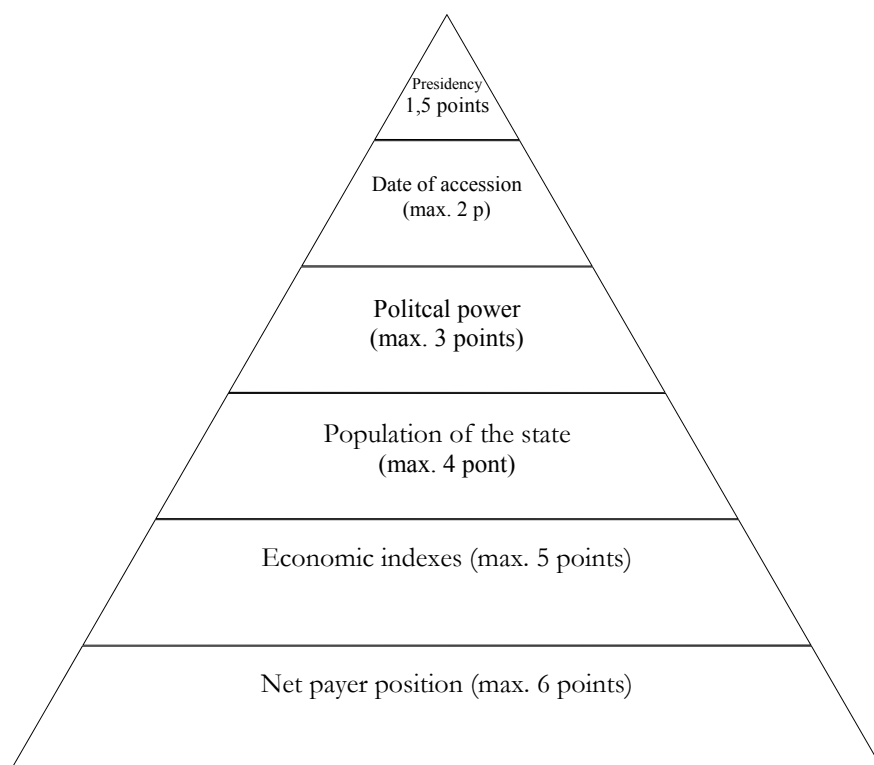 Presidency
1,5 points
Date of accession
(max. 2 p)
Politcal power
(max. 3 points)
Population of the state
(max. 4 pont)
Economic indexes (max. 5 points)
Net payer position (max. 6 points)